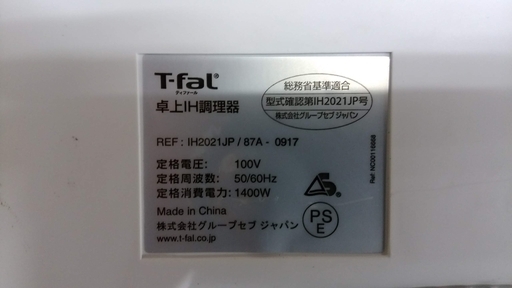 T-fal
ティファール
卓上IH調理器
総務省基準適合
型式確認第IH2021JP号
株式会社グループセブ ジャパン
REF : IH2021JP / 87A - 0917
定格電圧: 100V
定格周波数: 50/60Hz
定格消費電力: 1400W
Made in China
株式会社グループセブ ジャパン
www.t-fal.co.jp
PS
E
Ref NC00116668